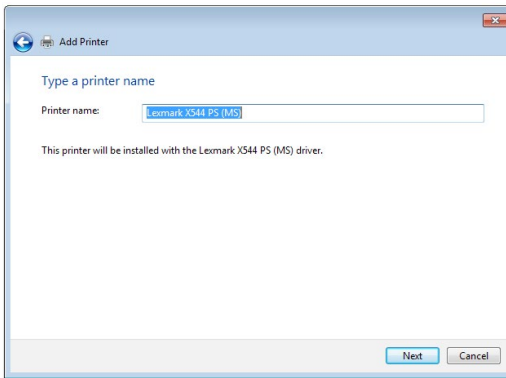 Add Printer
Type a printer name
Printer name: Lexmark X544 PS (MS)
This printer will be installed with the Lexmark X544 PS (MS) driver.
Next Cancel